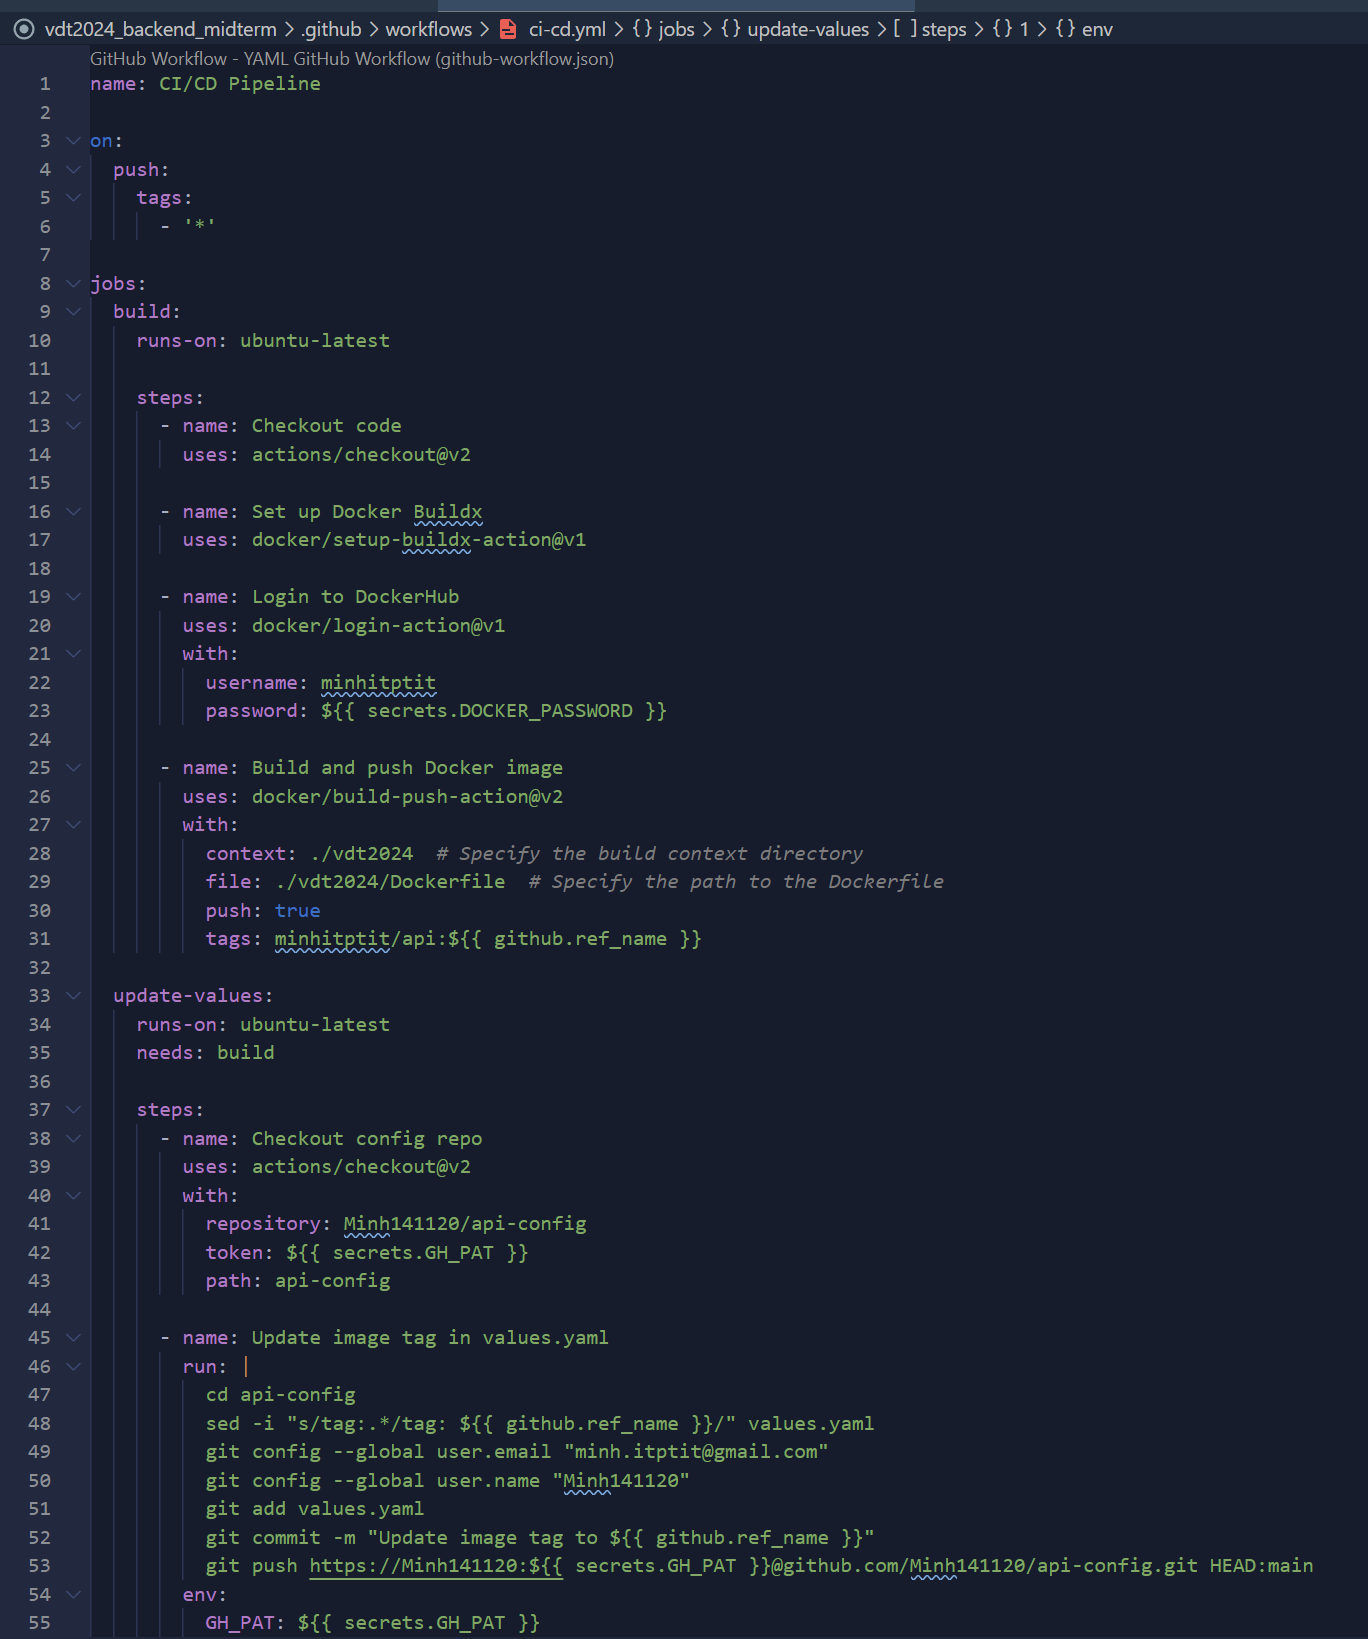 vdt2024_backend_midterm > .github > workflows > ci-cd.yml > {} jobs > {} update-values > [ ] steps > {} 1 > {} env
GitHub Workflow - YAML GitHub Workflow (github-workflow.json)
1 name: CI/CD Pipeline
2
3 on:
4 push:
5 tags:
6 - '*'
7
8 jobs:
9 build:
10 runs-on: ubuntu-latest
11
12 steps:
13 - name: Checkout code
14 uses: actions/checkout@v2
15
16 - name: Set up Docker Buildx
17 uses: docker/setup-buildx-action@v1
18
19 - name: Login to DockerHub
20 uses: docker/login-action@v1
21 with:
22 username: minhitptit
23 password: ${{ secrets.DOCKER_PASSWORD }}
24
25 - name: Build and push Docker image
26 uses: docker/build-push-action@v2
27 with:
28 context: ./vdt2024 # Specify the build context directory
29 file: ./vdt2024/Dockerfile # Specify the path to the Dockerfile
30 push: true
31 tags: minhitptit/api:${{ github.ref_name }}
32
33 update-values:
34 runs-on: ubuntu-latest
35 needs: build
36
37 steps:
38 - name: Checkout config repo
39 uses: actions/checkout@v2
40 with:
41 repository: Minh141120/api-config
42 token: ${{ secrets.GH_PAT }}
43 path: api-config
44
45 - name: Update image tag in values.yaml
46 run: |
47 cd api-config
48 sed -i "s/tag:.*/tag: ${{ github.ref_name }}/" values.yaml
49 git config --global user.email "minh.itptit@gmail.com"
50 git config --global user.name "Minh141120"
51 git add values.yaml
52 git commit -m "Update image tag to ${{ github.ref_name }}"
53 git push https://Minh141120:${{ secrets.GH_PAT }}@github.com/Minh141120/api-config.git HEAD:main
54 env:
55 GH_PAT: ${{ secrets.GH_PAT }}